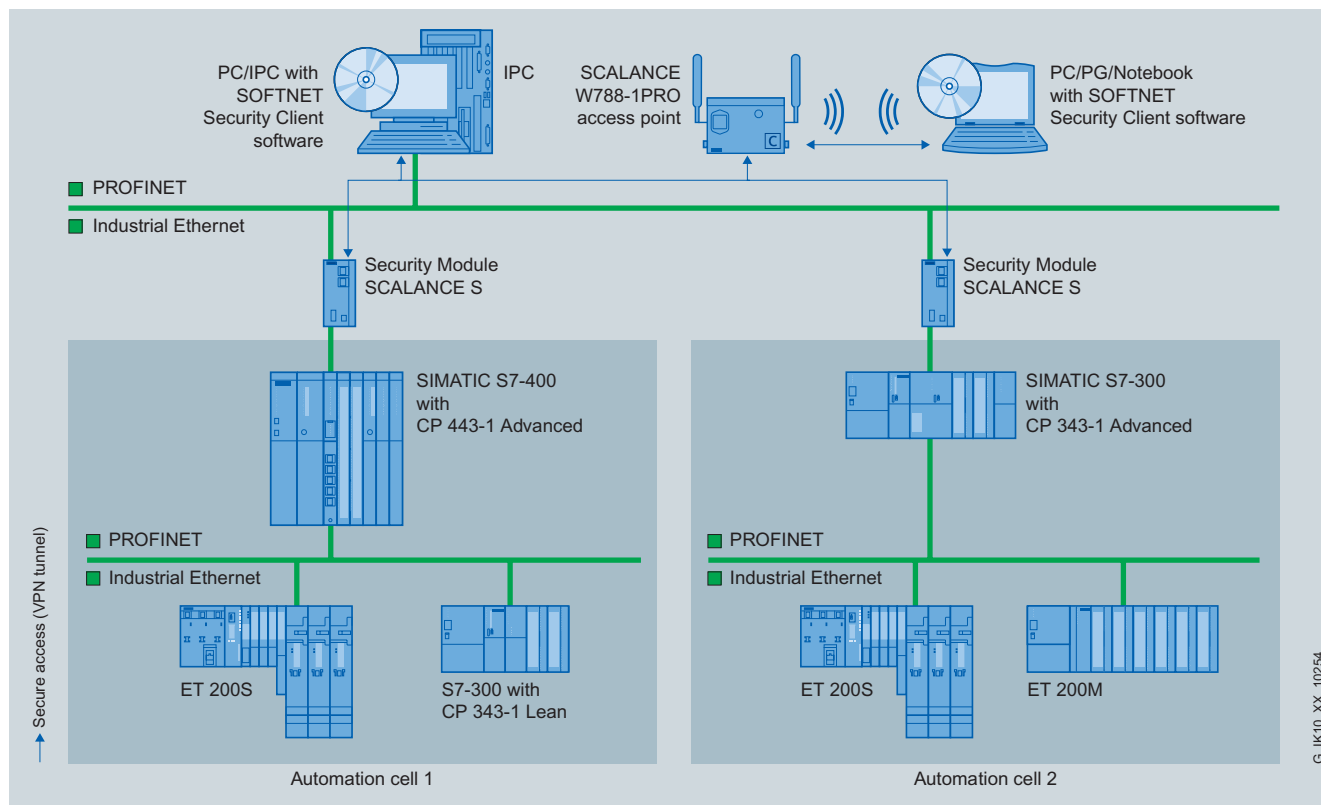 PC/IPC with
SOFTNET
Security Client
software
IPC
SCALANCE
W788-1PRO
access point
C
PC/PG/Notebook
with SOFTNET
Security Client software
PROFINET
Industrial Ethernet
Security Module
SCALANCE S
Security Module
SCALANCE S
SIMATIC S7-400
with
CP 443-1 Advanced
SIMATIC S7-300
with
CP 343-1 Advanced
PROFINET
Industrial Ethernet
PROFINET
Industrial Ethernet
ET 200S
S7-300 with
CP 343-1 Lean
ET 200S
ET 200M
Automation cell 1
Automation cell 2
Secure access (VPN tunnel)
G_IK10_XX_10254